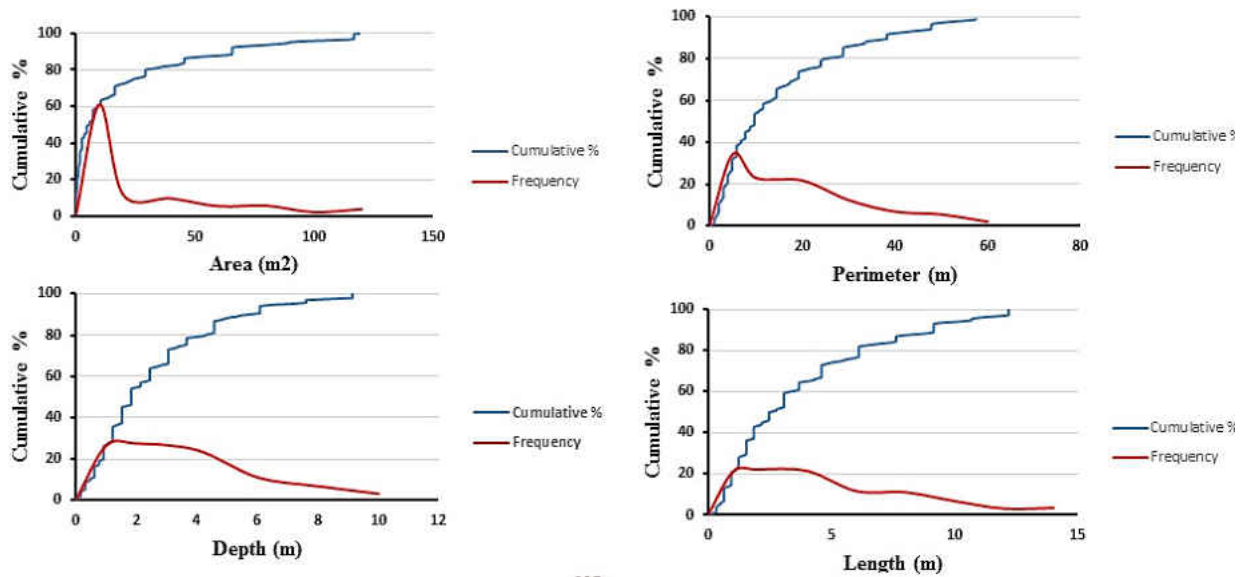 100
80
60
40
20
0
Cumulative %
0 50 100 150
Area (m2)
Cumulative %
Frequency
100
80
60
40
20
0
Cumulative %
0 20 40 60 80
Perimeter (m)
Cumulative %
Frequency
100
80
60
40
20
0
Cumulative %
0 2 4 6 8 10 12
Depth (m)
Cumulative %
Frequency
100
80
60
40
20
0
Cumulative %
0 5 10 15
Length (m)
Cumulative %
Frequency